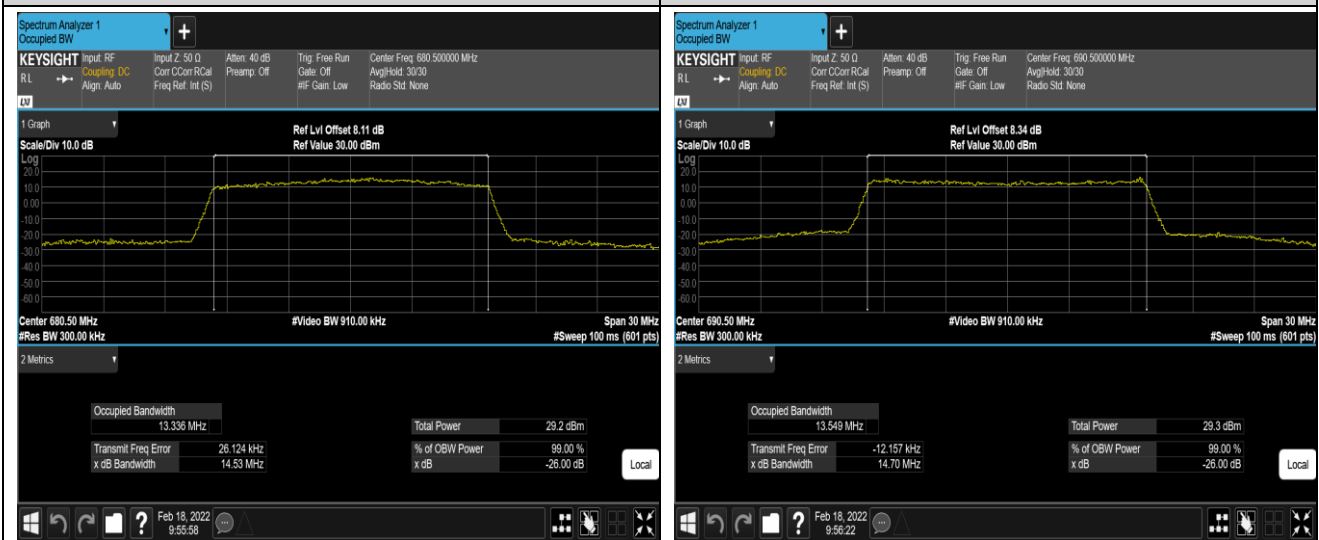 Spectrum Analyzer 1
Occupied BW
+
KEYSIGHT Input: RF Input Z: 50 Ω Atten: 40 dB Trig: Free Run Center Freq: 680.500000 MHz
R L Coupling: DC Corr CCorr RCal Preamp: Off Gate: Off Avg|Hold: 30/30
Align: Auto Freq Ref: Int (S) #IF Gain: Low Radio Std: None
LXI
1 Graph
Ref Lvl Offset 8.11 dB
Scale/Div 10.0 dB Ref Value 30.00 dBm
Log
20.0
10.0
0.00
-10.0
-20.0
-30.0
-40.0
-50.0
-60.0
Center 680.50 MHz #Video BW 910.00 kHz Span 30 MHz
#Res BW 300.00 kHz #Sweep 100 ms (601 pts)
2 Metrics
Occupied Bandwidth
13.336 MHz Total Power 29.2 dBm
Transmit Freq Error 26.124 kHz % of OBW Power 99.00 %
x dB Bandwidth 14.53 MHz x dB -26.00 dB
Local
? Feb 18, 2022
9:55:58
Spectrum Analyzer 1
Occupied BW
+
KEYSIGHT Input: RF Input Z: 50 Ω Atten: 40 dB Trig: Free Run Center Freq: 690.500000 MHz
R L Coupling: DC Corr CCorr RCal Preamp: Off Gate: Off Avg|Hold: 30/30
Align: Auto Freq Ref: Int (S) #IF Gain: Low Radio Std: None
LXI
1 Graph
Ref Lvl Offset 8.34 dB
Scale/Div 10.0 dB Ref Value 30.00 dBm
Log
20.0
10.0
0.00
-10.0
-20.0
-30.0
-40.0
-50.0
-60.0
Center 690.50 MHz #Video BW 910.00 kHz Span 30 MHz
#Res BW 300.00 kHz #Sweep 100 ms (601 pts)
2 Metrics
Occupied Bandwidth
13.549 MHz Total Power 29.3 dBm
Transmit Freq Error -12.157 kHz % of OBW Power 99.00 %
x dB Bandwidth 14.70 MHz x dB -26.00 dB
Local
? Feb 18, 2022
9:56:22